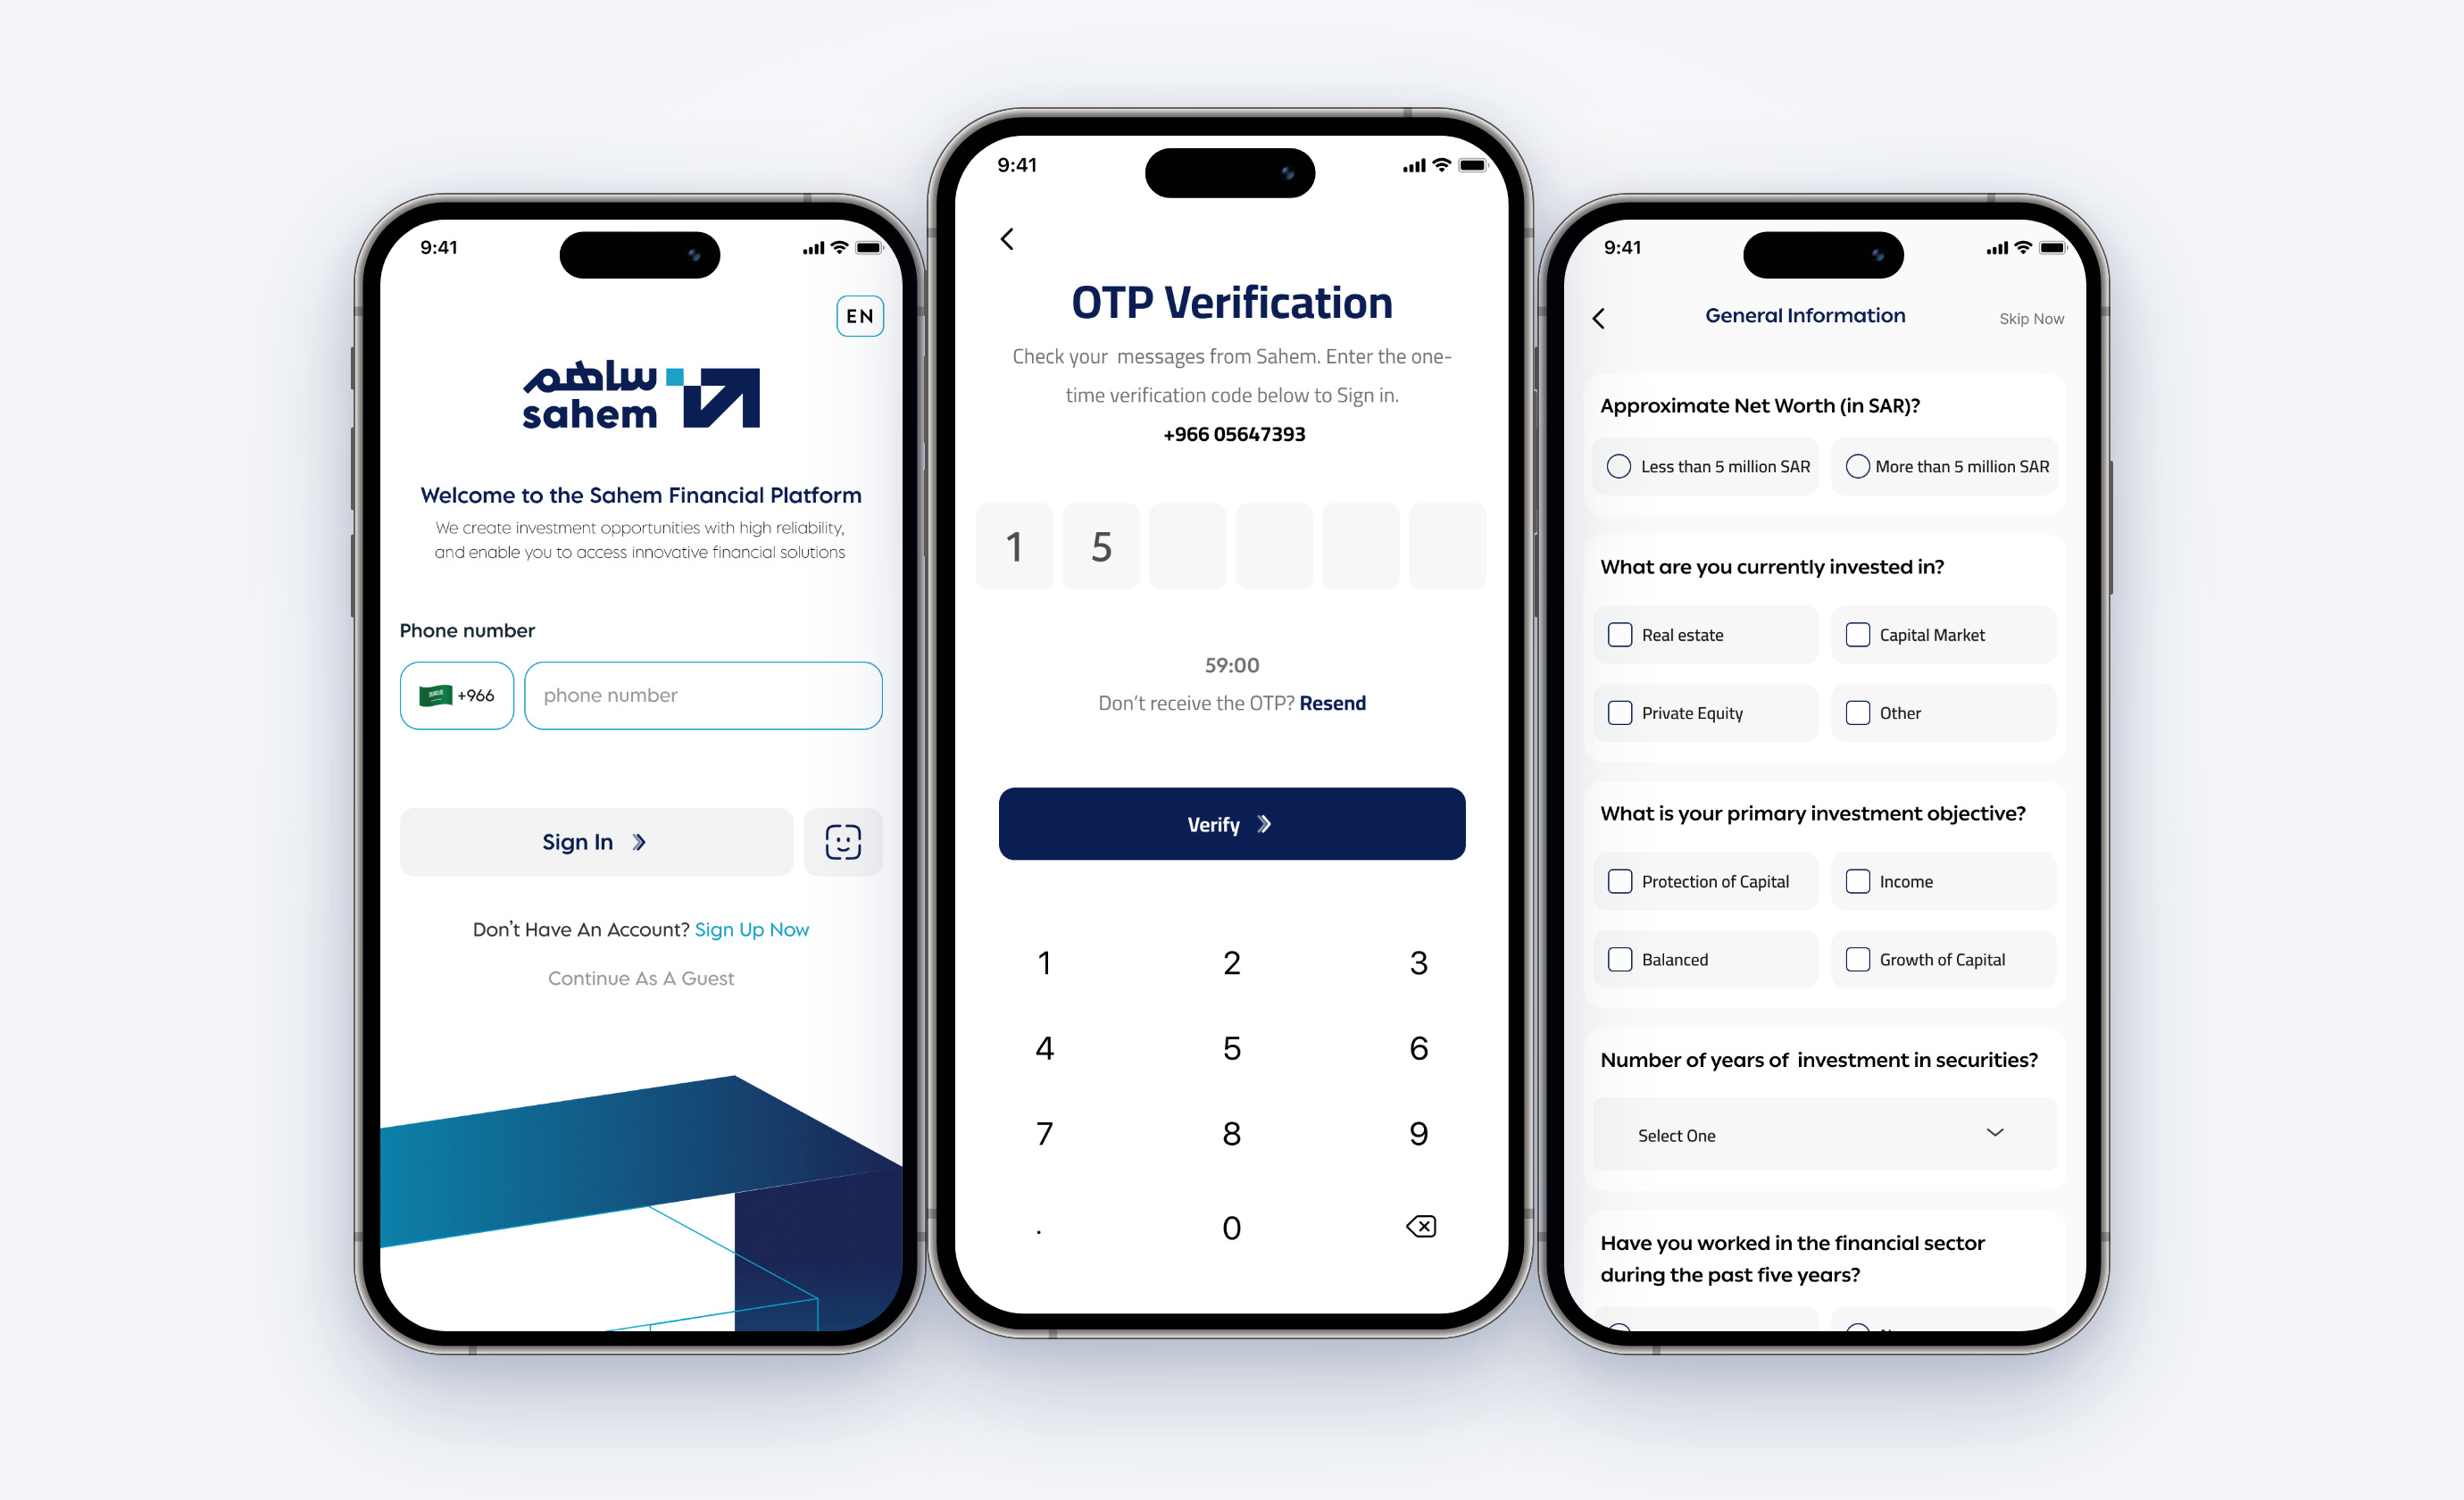 9:41
EN
ساهم
sahem
Welcome to the Sahem Financial Platform
We create investment opportunities with high reliability,
and enable you to access innovative financial solutions
Phone number
+966
phone number
Sign In
Don't Have An Account? Sign Up Now
Continue As A Guest
9:41
OTP Verification
Check your messages from Sahem. Enter the one-
time verification code below to Sign in.
+966 05647393
1 5
59:00
Don't receive the OTP? Resend
Verify
1 2 3
4 5 6
7 8 9
. 0
9:41
General Information
Skip Now
Approximate Net Worth (in SAR)?
Less than 5 million SAR
More than 5 million SAR
What are you currently invested in?
Real estate
Capital Market
Private Equity
Other
What is your primary investment objective?
Protection of Capital
Income
Balanced
Growth of Capital
Number of years of investment in securities?
Select One
Have you worked in the financial sector
during the past five years?